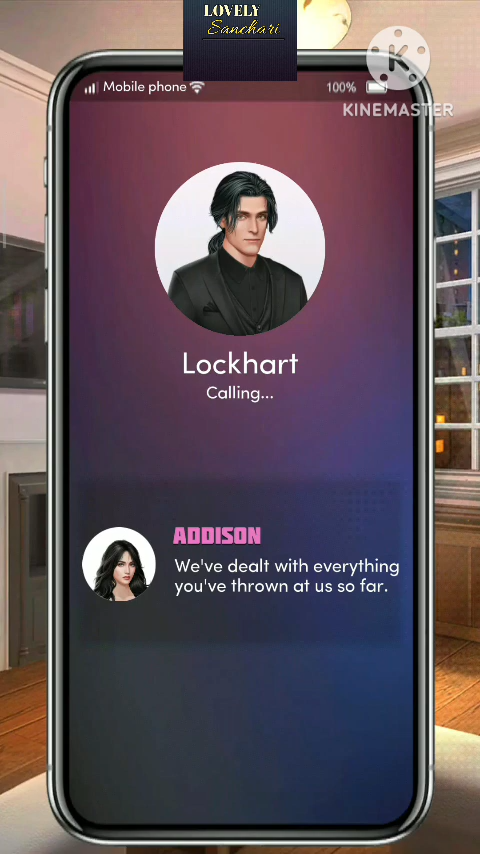 LOVELY
Sanchari
Mobile phone
100%
K
KINEMASTER
Lockhart
Calling...
ADDISON
We've dealt with everything
you've thrown at us so far.